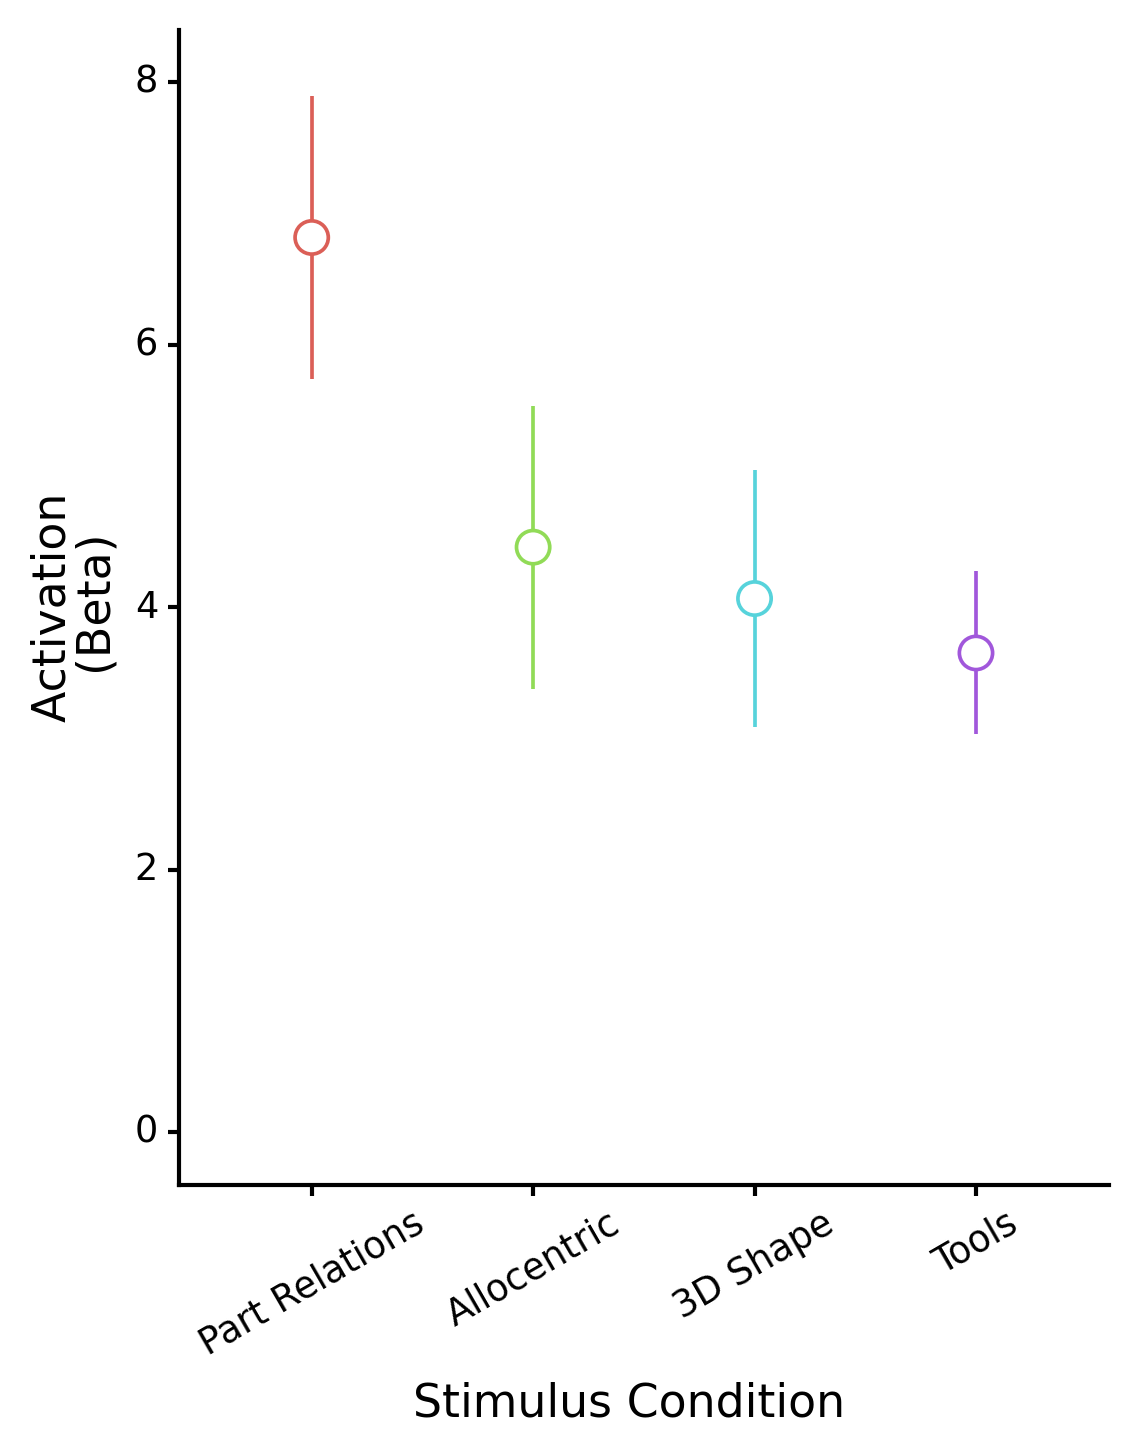 8
6
4
2
0
Activation
(Beta)
Part Relations
Allocentric
3D Shape
Tools
Stimulus Condition